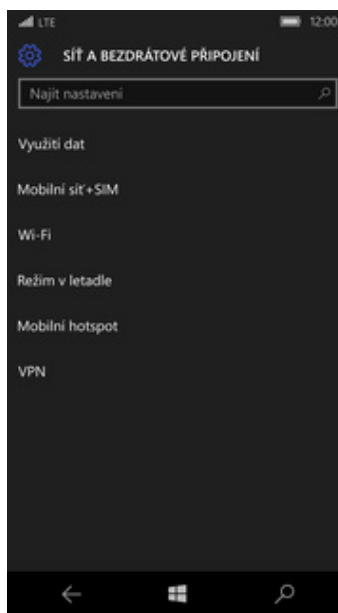 LTE 12:00
SÍŤ A BEZDRÁTOVÉ PŘIPOJENÍ
Najít nastavení
Využití dat
Mobilní síť+SIM
Wi-Fi
Režim v letadle
Mobilní hotspot
VPN